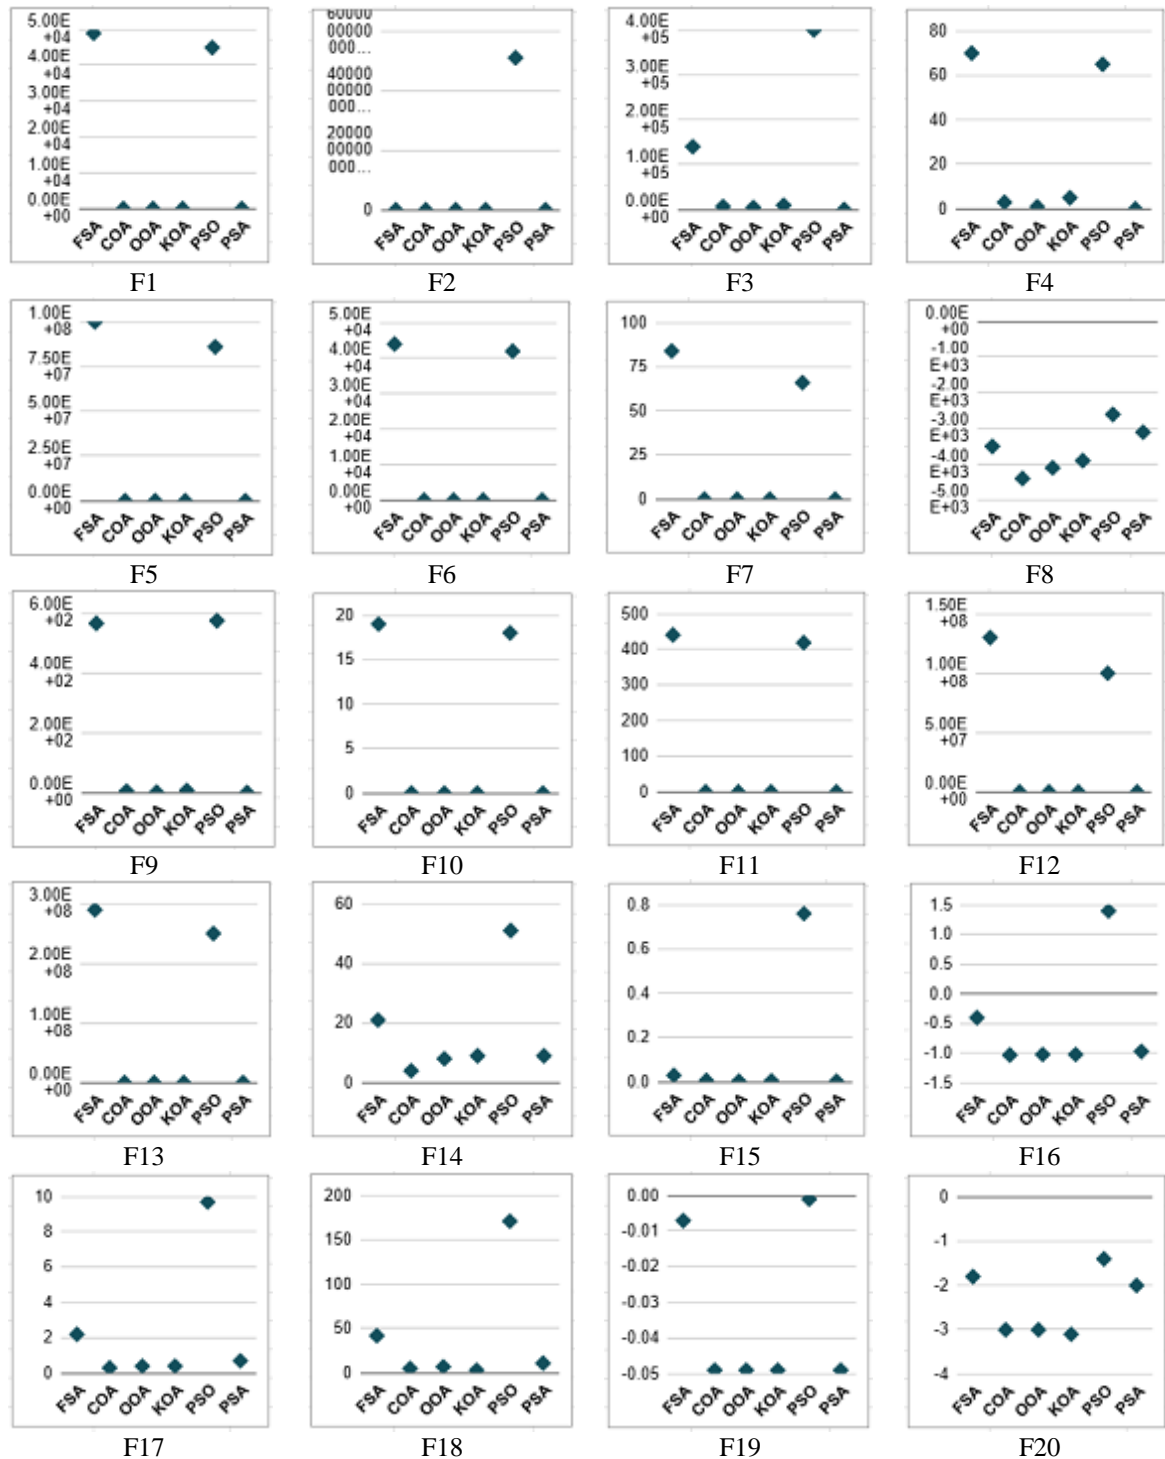 5.00E
+04
4.00E
+04
3.00E
+04
2.00E
+04
1.00E
+04
0.00E
+00
FSA COA OOA KOA PSO PSA
F1
60000
00000
000...
40000
00000
000...
20000
00000
000...
0
FSA COA OOA KOA PSO PSA
F2
4.00E
+05
3.00E
+05
2.00E
+05
1.00E
+05
0.00E
+00
FSA COA OOA KOA PSO PSA
F3
80
60
40
20
0
FSA COA OOA KOA PSO PSA
F4
1.00E
+08
7.50E
+07
5.00E
+07
2.50E
+07
0.00E
+00
FSA COA OOA KOA PSO PSA
F5
5.00E
+04
4.00E
+04
3.00E
+04
2.00E
+04
1.00E
+04
0.00E
+00
FSA COA OOA KOA PSO PSA
F6
100
75
50
25
0
FSA COA OOA KOA PSO PSA
F7
0.00E
+00
-1.00
E+03
-2.00
E+03
-3.00
E+03
-4.00
E+03
-5.00
E+03
FSA COA OOA KOA PSO PSA
F8
6.00E
+02
4.00E
+02
2.00E
+02
0.00E
+00
FSA COA OOA KOA PSO PSA
F9
20
15
10
5
0
FSA COA OOA KOA PSO PSA
F10
500
400
300
200
100
0
FSA COA OOA KOA PSO PSA
F11
1.50E
+08
1.00E
+08
5.00E
+07
0.00E
+00
FSA COA OOA KOA PSO PSA
F12
3.00E
+08
2.00E
+08
1.00E
+08
0.00E
+00
FSA COA OOA KOA PSO PSA
F13
60
40
20
0
FSA COA OOA KOA PSO PSA
F14
0.8
0.6
0.4
0.2
0.0
FSA COA OOA KOA PSO PSA
F15
1.5
1.0
0.5
0.0
-0.5
-1.0
-1.5
FSA COA OOA KOA PSO PSA
F16
10
8
6
4
2
0
FSA COA OOA KOA PSO PSA
F17
200
150
100
50
0
FSA COA OOA KOA PSO PSA
F18
0.00
-0.01
-0.02
-0.03
-0.04
-0.05
FSA COA OOA KOA PSO PSA
F19
0
-1
-2
-3
-4
FSA COA OOA KOA PSO PSA
F20